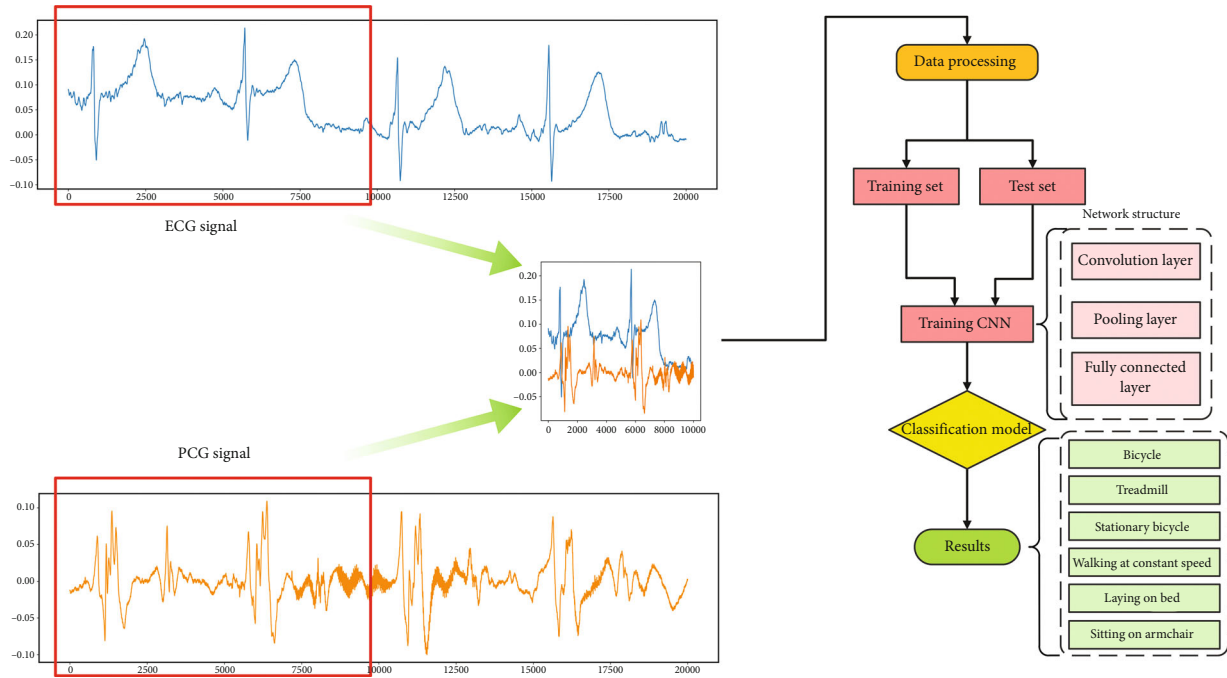 0.20
0.15
0.10
0.05
0.00
−0.05
−0.10
0 2500 5000 7500 10000 12500 15000 17500 20000
ECG signal
0.20
0.15
0.10
0.05
0.00
−0.05
0 2000 4000 6000 8000 10000
PCG signal
0.10
0.05
0.00
−0.05
−0.10
0 2500 5000 7500 10000 12500 15000 17500 20000
Data processing
Training set
Test set
Training CNN
Network structure
Convolution layer
Pooling layer
Fully connected
layer
Classification model
Results
Bicycle
Treadmill
Stationary bicycle
Walking at constant speed
Laying on bed
Sitting on armchair